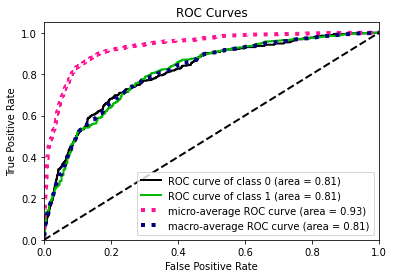 ROC Curves
True Positive Rate
1.0
0.8
0.6
0.4
0.2
0.0
ROC curve of class 0 (area = 0.81)
ROC curve of class 1 (area = 0.81)
micro-average ROC curve (area = 0.93)
macro-average ROC curve (area = 0.81)
0.0 0.2 0.4 0.6 0.8 1.0
False Positive Rate